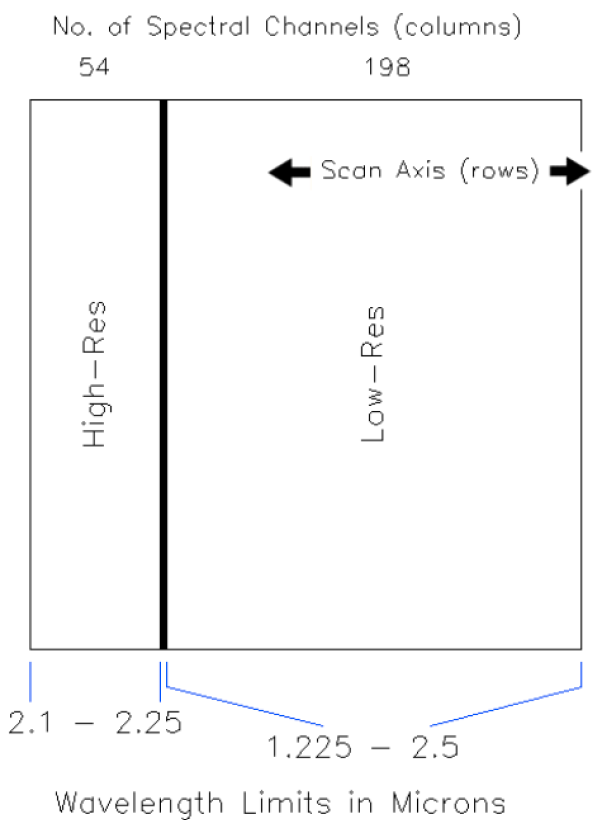 No. of Spectral Channels (columns)
54 198
Scan Axis (rows)
High-Res
Low-Res
2.1 - 2.25
1.225 - 2.5
Wavelength Limits in Microns